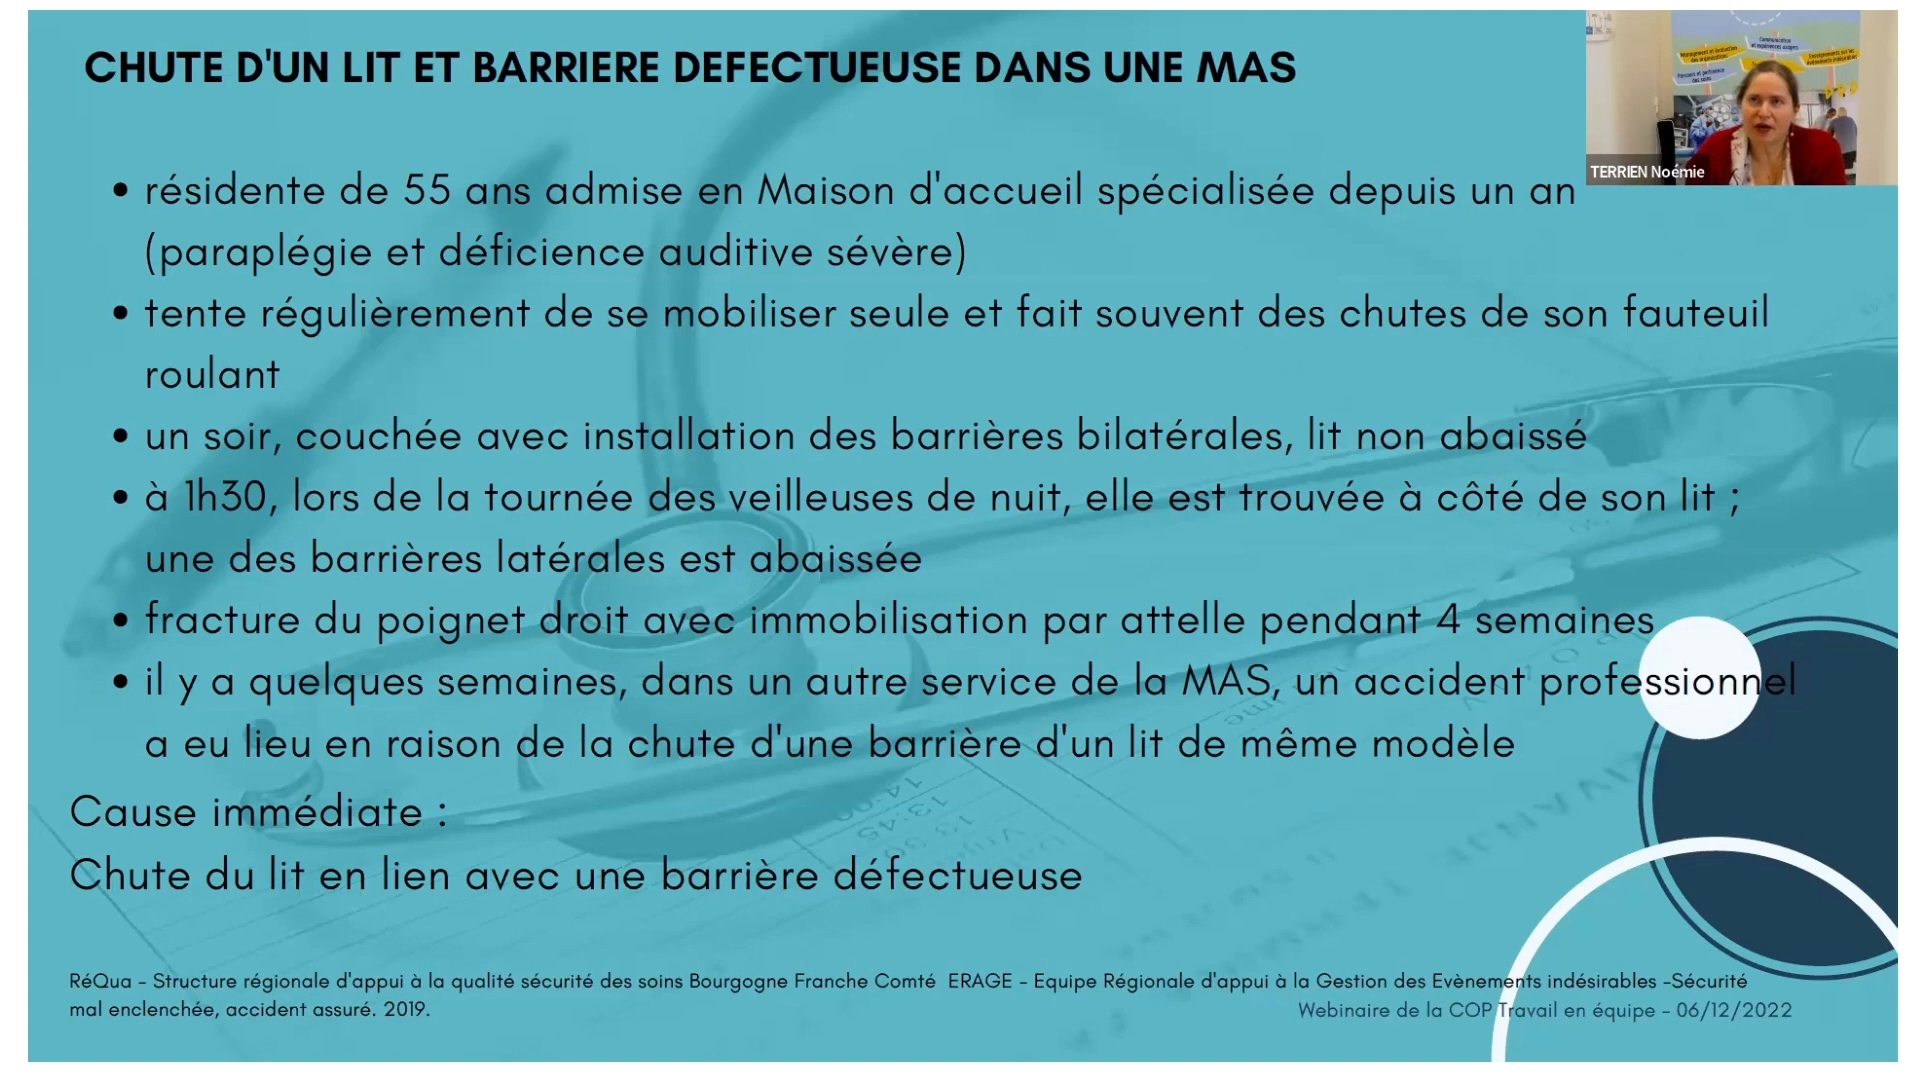 CHUTE D'UN LIT ET BARRIERE DEFECTUEUSE DANS UNE MAS
TERRIEN Noémie
• résidente de 55 ans admise en Maison d'accueil spécialisée depuis un an
(paraplégie et déficience auditive sévère)
• tente régulièrement de se mobiliser seule et fait souvent des chutes de son fauteuil
roulant
• un soir, couchée avec installation des barrières bilatérales, lit non abaissé
• à 1h30, lors de la tournée des veilleuses de nuit, elle est trouvée à côté de son lit ;
une des barrières latérales est abaissée
• fracture du poignet droit avec immobilisation par attelle pendant 4 semaines
• il y a quelques semaines, dans un autre service de la MAS, un accident professionnel
a eu lieu en raison de la chute d'une barrière d'un lit de même modèle
Cause immédiate :
Chute du lit en lien avec une barrière défectueuse
RéQua - Structure régionale d'appui à la qualité sécurité des soins Bourgogne Franche Comté ERAGE - Equipe Régionale d'appui à la Gestion des Evènements indésirables -Sécurité
mal enclenchée, accident assuré. 2019.
Webinaire de la COP Travail en équipe - 06/12/2022